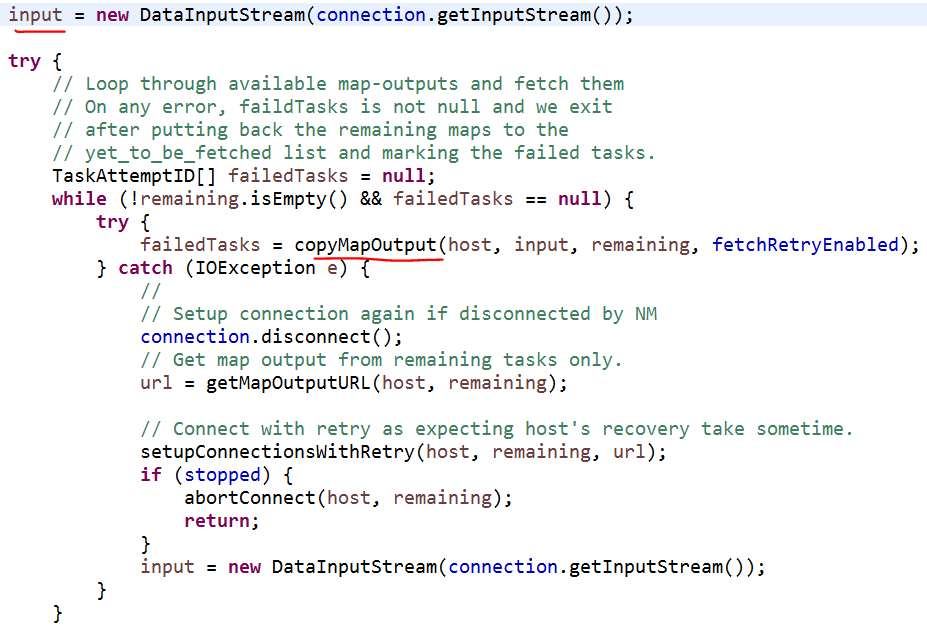 input = new DataInputStream(connection.getInputStream());
try {
// Loop through available map-outputs and fetch them
// On any error, faildTasks is not null and we exit
// after putting back the remaining maps to the
// yet_to_be_fetched list and marking the failed tasks.
TaskAttemptID[] failedTasks = null;
while (!remaining.isEmpty() && failedTasks == null) {
try {
failedTasks = copyMapOutput(host, input, remaining, fetchRetryEnabled);
} catch (IOException e) {
//
// Setup connection again if disconnected by NM
connection.disconnect();
// Get map output from remaining tasks only.
url = getMapOutputURL(host, remaining);
// Connect with retry as expecting host's recovery take sometime.
setupConnectionsWithRetry(host, remaining, url);
if (stopped) {
abortConnect(host, remaining);
return;
}
input = new DataInputStream(connection.getInputStream());
}
}